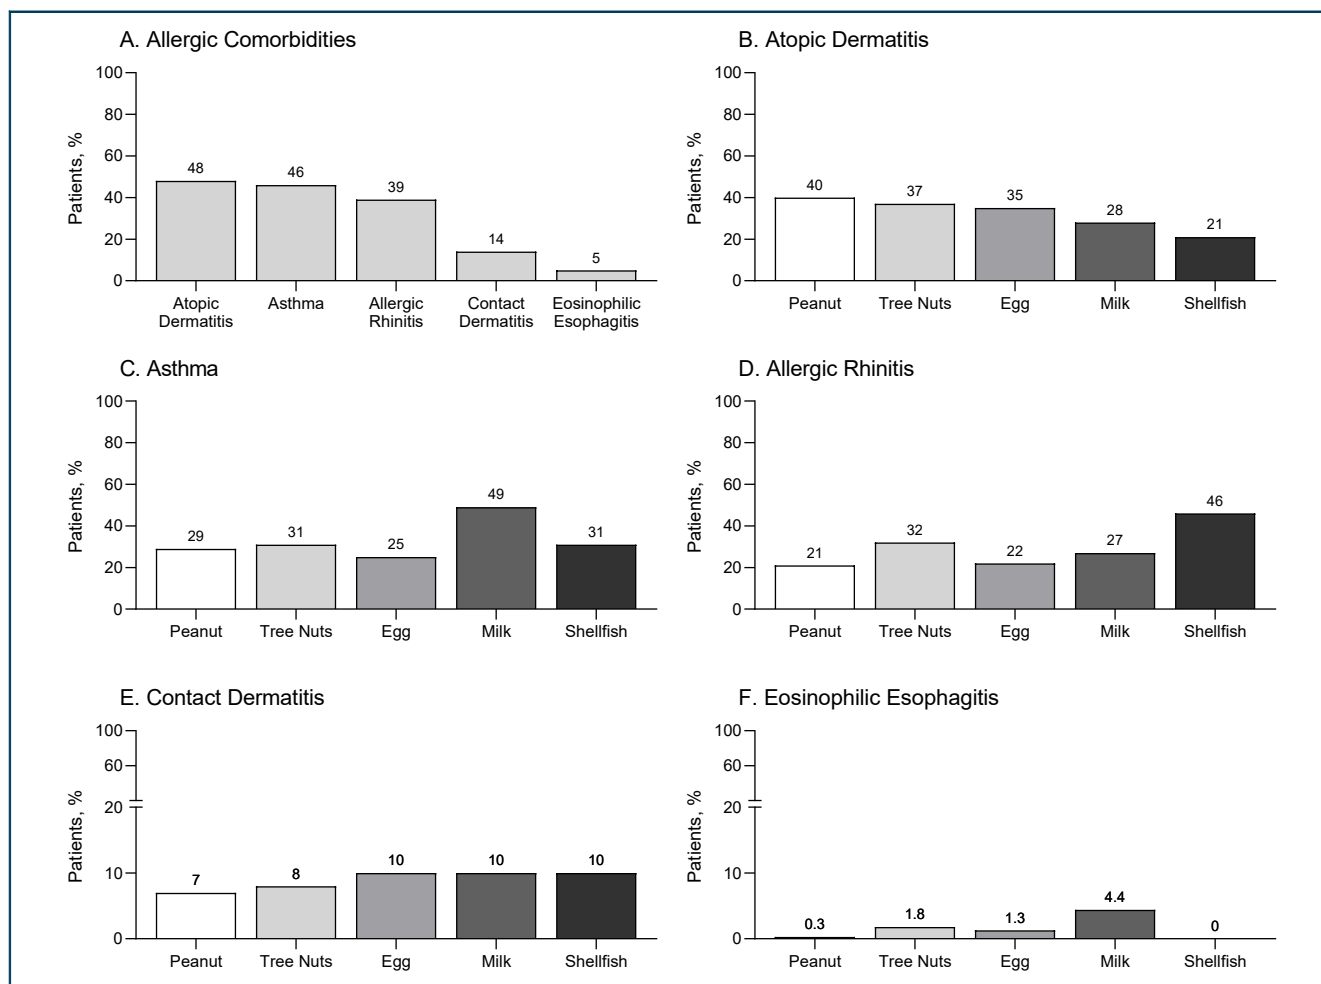 A. Allergic Comorbidities
Patients, %
100
80
60
40
20
0
48
46
39
14
5
Atopic
Dermatitis
Asthma
Allergic
Rhinitis
Contact
Dermatitis
Eosinophilic
Esophagitis
B. Atopic Dermatitis
Patients, %
100
80
60
40
20
0
40
37
35
28
21
Peanut
Tree Nuts
Egg
Milk
Shellfish
C. Asthma
Patients, %
100
80
60
40
20
0
29
31
25
49
31
Peanut
Tree Nuts
Egg
Milk
Shellfish
D. Allergic Rhinitis
Patients, %
100
80
60
40
20
0
21
32
22
27
46
Peanut
Tree Nuts
Egg
Milk
Shellfish
E. Contact Dermatitis
Patients, %
100
60
20
10
0
7
8
10
10
10
Peanut
Tree Nuts
Egg
Milk
Shellfish
F. Eosinophilic Esophagitis
Patients, %
100
60
20
10
0
0.3
1.8
1.3
4.4
0
Peanut
Tree Nuts
Egg
Milk
Shellfish